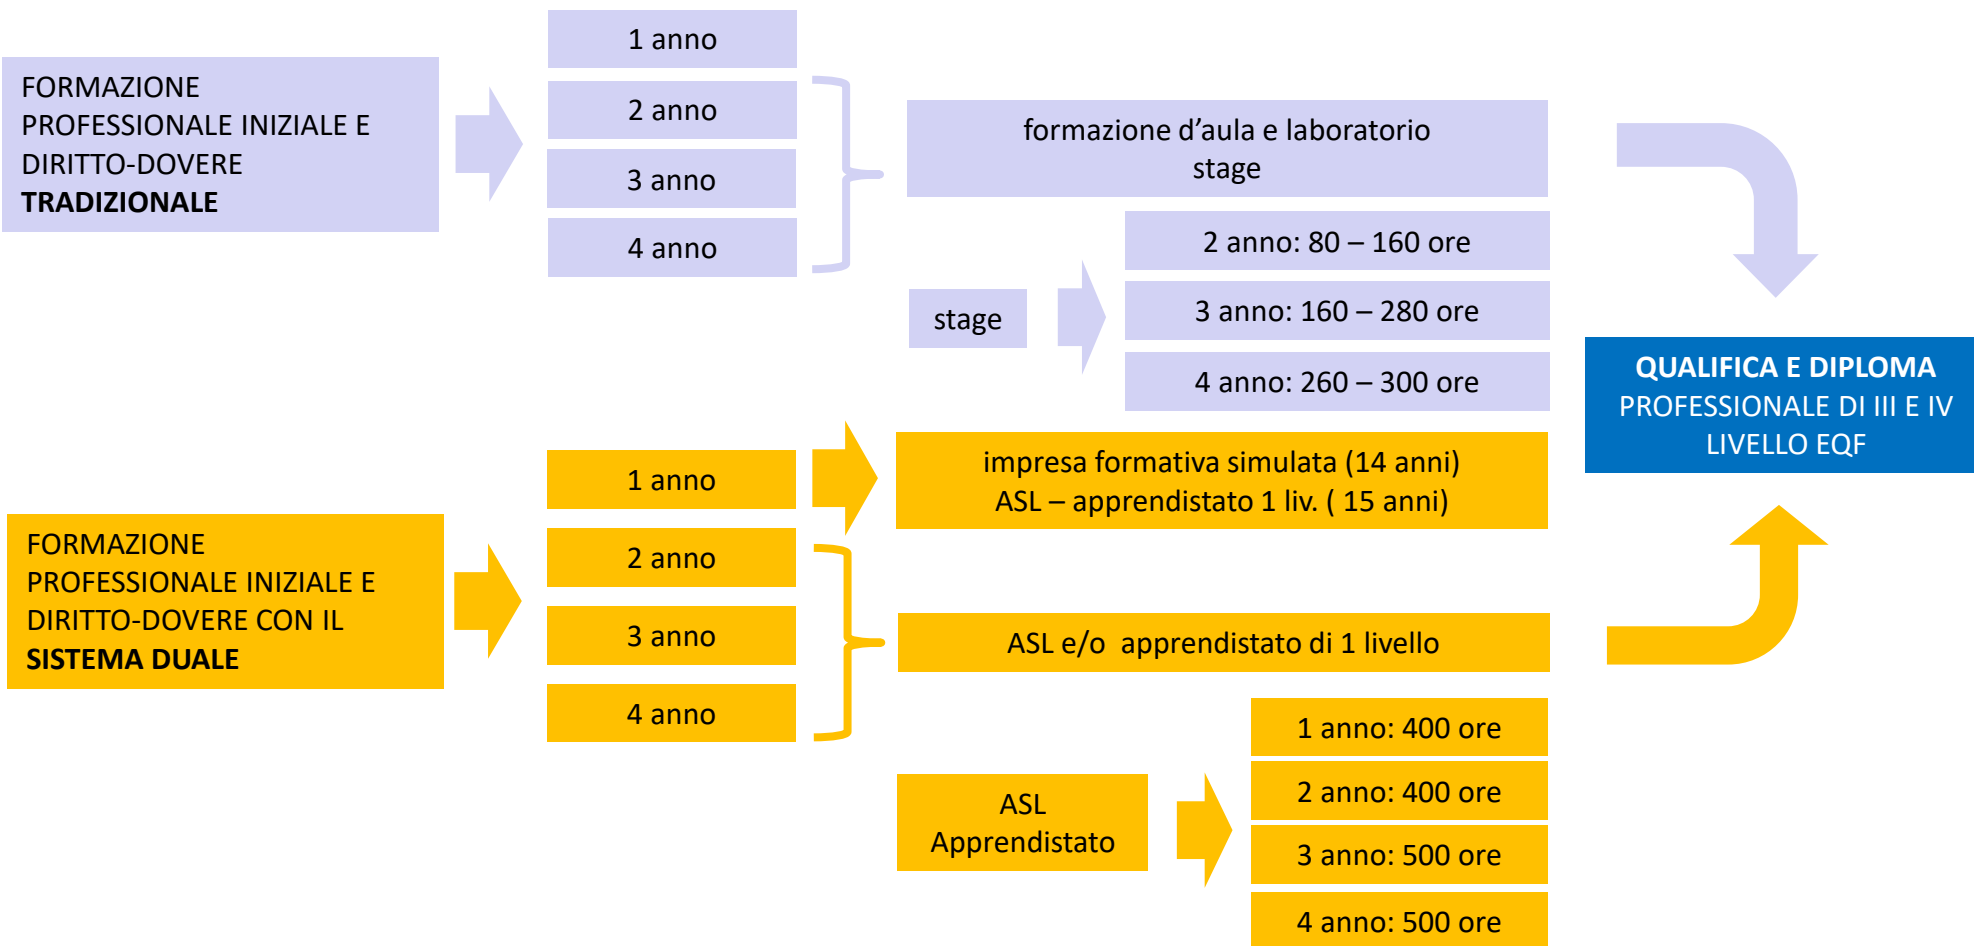 FORMAZIONE
PROFESSIONALE INIZIALE E
DIRITTO-DOVERE
TRADIZIONALE
1 anno
2 anno
3 anno
4 anno
formazione d’aula e laboratorio
stage
stage
2 anno: 80 – 160 ore
3 anno: 160 – 280 ore
4 anno: 260 – 300 ore
QUALIFICA E DIPLOMA
PROFESSIONALE DI III E IV
LIVELLO EQF
FORMAZIONE
PROFESSIONALE INIZIALE E
DIRITTO-DOVERE CON IL
SISTEMA DUALE
1 anno
2 anno
3 anno
4 anno
impresa formativa simulata (14 anni)
ASL – apprendistato 1 liv. ( 15 anni)
ASL e/o  apprendistato di 1 livello
ASL
Apprendistato
1 anno: 400 ore
2 anno: 400 ore
3 anno: 500 ore
4 anno: 500 ore